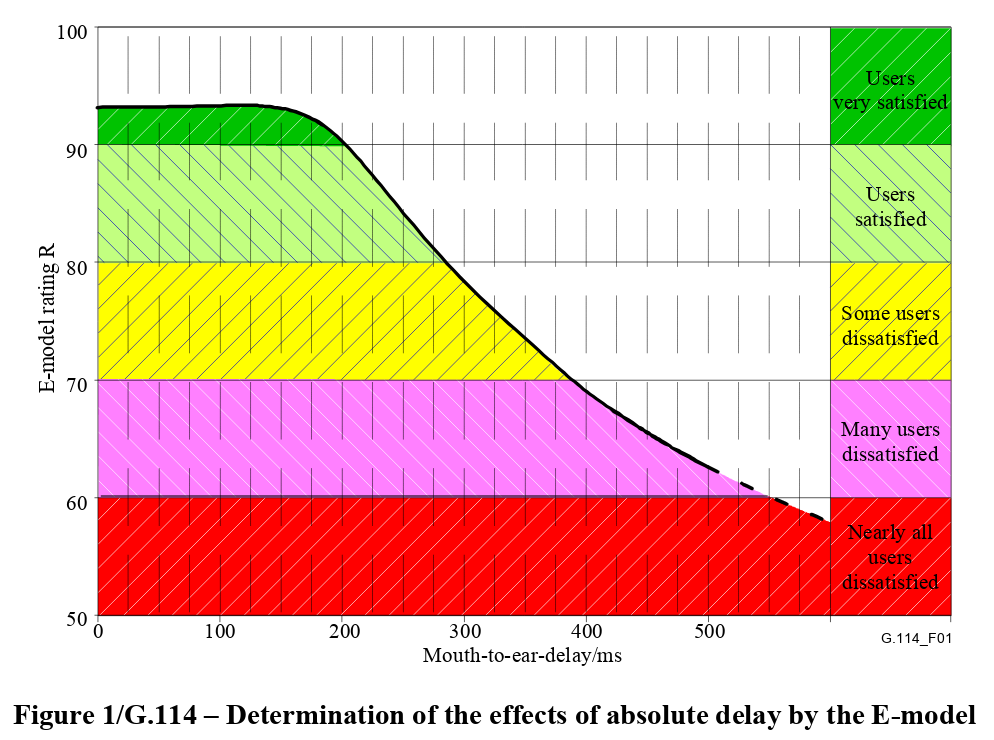 100
90
80
70
60
50
E-model rating R
0
100
200
300
400
500
Mouth-to-ear-delay/ms
Users
very satisfied
Users
satisfied
Some users
dissatisfied
Many users
dissatisfied
Nearly all
users
dissatisfied
G.114_F01
Figure 1/G.114 – Determination of the effects of absolute delay by the E-model